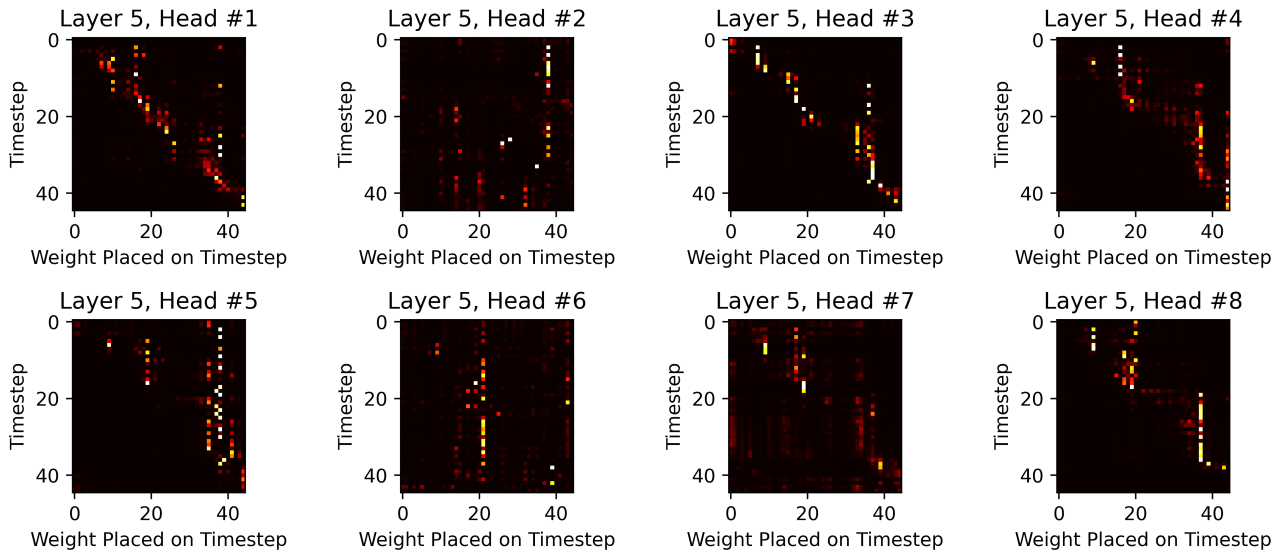 Layer 5, Head #1 Layer 5, Head #2 Layer 5, Head #3 Layer 5, Head #4
0 0 0 0
20 20 20 20
40 40 40 40
Timestep Timestep Timestep Timestep
0 20 40 0 20 40 0 20 40 0 20 40
Weight Placed on Timestep Weight Placed on Timestep Weight Placed on Timestep Weight Placed on Timestep
Layer 5, Head #5 Layer 5, Head #6 Layer 5, Head #7 Layer 5, Head #8
0 0 0 0
20 20 20 20
40 40 40 40
Timestep Timestep Timestep Timestep
0 20 40 0 20 40 0 20 40 0 20 40
Weight Placed on Timestep Weight Placed on Timestep Weight Placed on Timestep Weight Placed on Timestep